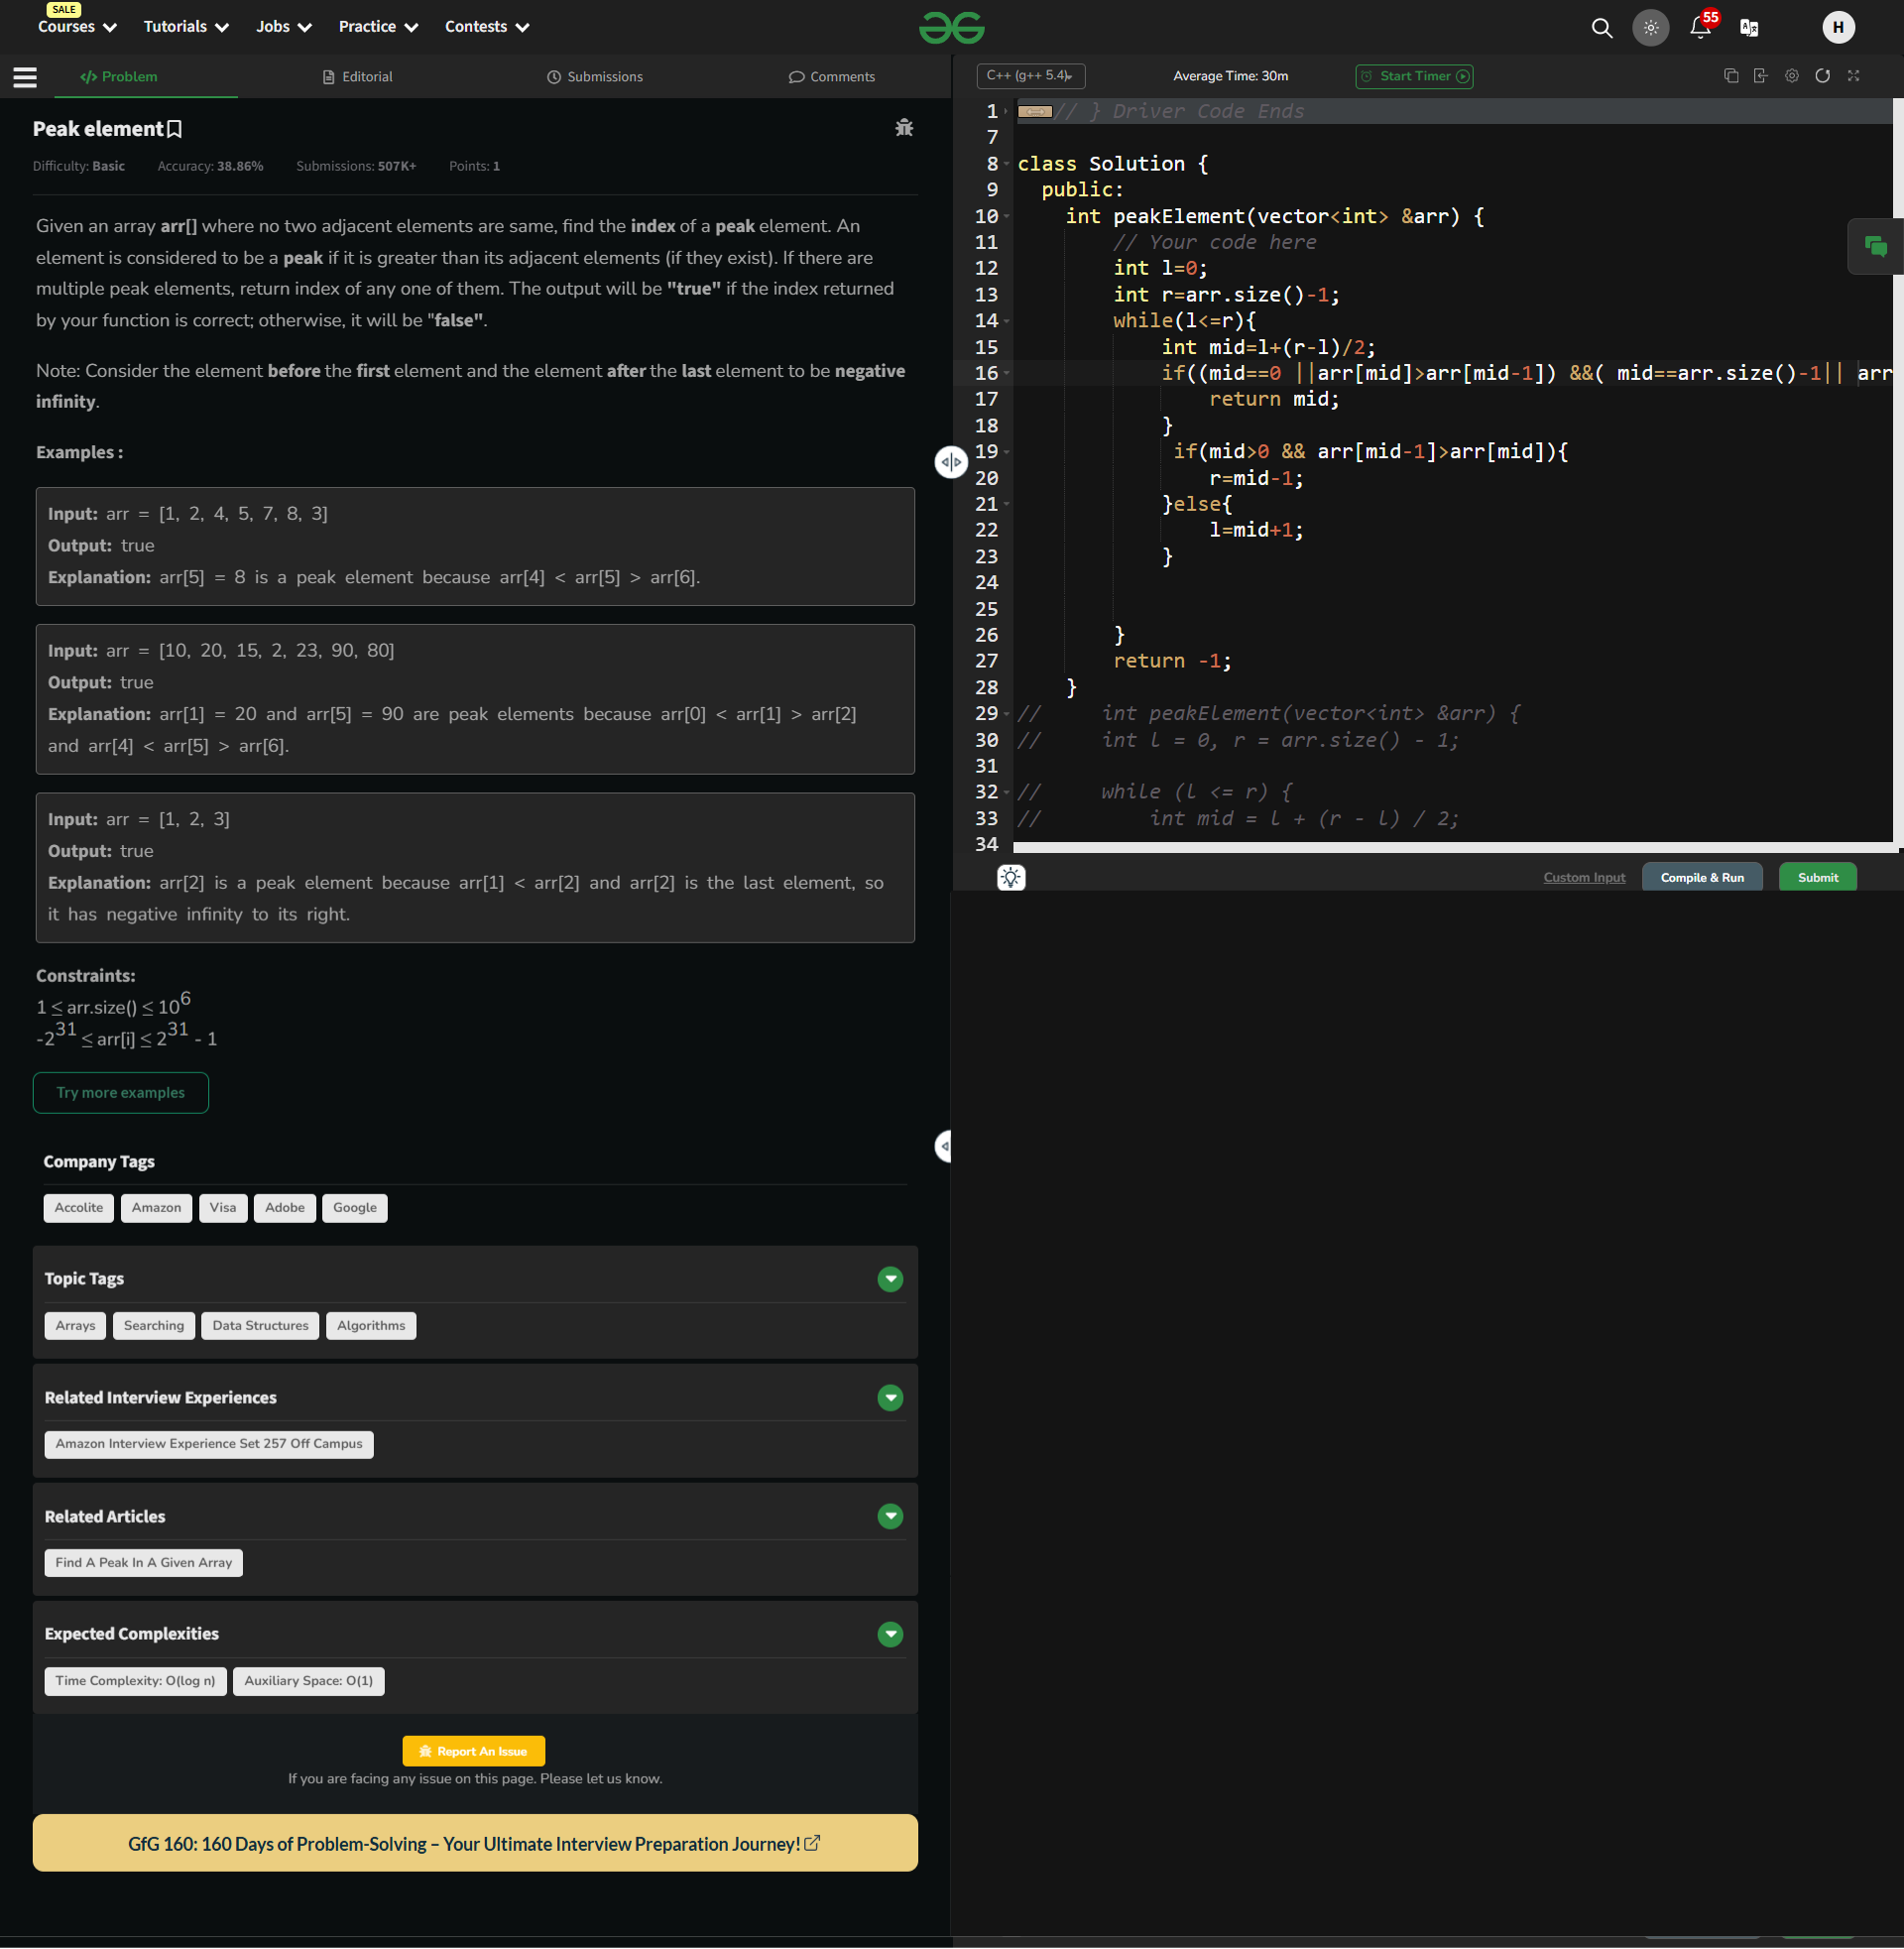 SALE
Courses Tutorials Jobs Practice Contests
55
H
</> Problem Editorial Submissions Comments
Peak element
Difficulty: Basic Accuracy: 38.86% Submissions: 507K+ Points: 1
Given an array arr[] where no two adjacent elements are same, find the index of a peak element. An
element is considered to be a peak if it is greater than its adjacent elements (if they exist). If there are
multiple peak elements, return index of any one of them. The output will be "true" if the index returned
by your function is correct; otherwise, it will be "false".
Note: Consider the element before the first element and the element after the last element to be negative
infinity.
Examples :
Input: arr = [1, 2, 4, 5, 7, 8, 3]
Output: true
Explanation: arr[5] = 8 is a peak element because arr[4] < arr[5] > arr[6].
Input: arr = [10, 20, 15, 2, 23, 90, 80]
Output: true
Explanation: arr[1] = 20 and arr[5] = 90 are peak elements because arr[0] < arr[1] > arr[2]
and arr[4] < arr[5] > arr[6].
Input: arr = [1, 2, 3]
Output: true
Explanation: arr[2] is a peak element because arr[1] < arr[2] and arr[2] is the last element, so
it has negative infinity to its right.
Constraints:
1 ≤ arr.size() ≤ 10^6
-2^31 ≤ arr[i] ≤ 2^31 - 1
Try more examples
Company Tags
Accolite Amazon Visa Adobe Google
Topic Tags
Arrays Searching Data Structures Algorithms
Related Interview Experiences
Amazon Interview Experience Set 257 Off Campus
Related Articles
Find A Peak In A Given Array
Expected Complexities
Time Complexity: O(log n) Auxiliary Space: O(1)
Report An Issue
If you are facing any issue on this page. Please let us know.
GfG 160: 160 Days of Problem-Solving – Your Ultimate Interview Preparation Journey!
C++ (g++ 5.4) Average Time: 30m Start Timer
1 // } Driver Code Ends
7
8 class Solution {
9 public:
10 int peakElement(vector<int> &arr) {
11 // Your code here
12 int l=0;
13 int r=arr.size()-1;
14 while(l<=r){
15 int mid=l+(r-l)/2;
16 if((mid==0 ||arr[mid]>arr[mid-1]) &&( mid==arr.size()-1|| arr
17 return mid;
18 }
19 if(mid>0 && arr[mid-1]>arr[mid]){
20 r=mid-1;
21 }else{
22 l=mid+1;
23 }
24
25
26 }
27 return -1;
28 }
29 // int peakElement(vector<int> &arr) {
30 // int l = 0, r = arr.size() - 1;
31
32 // while (l <= r) {
33 // int mid = l + (r - l) / 2;
34
Custom Input Compile & Run Submit